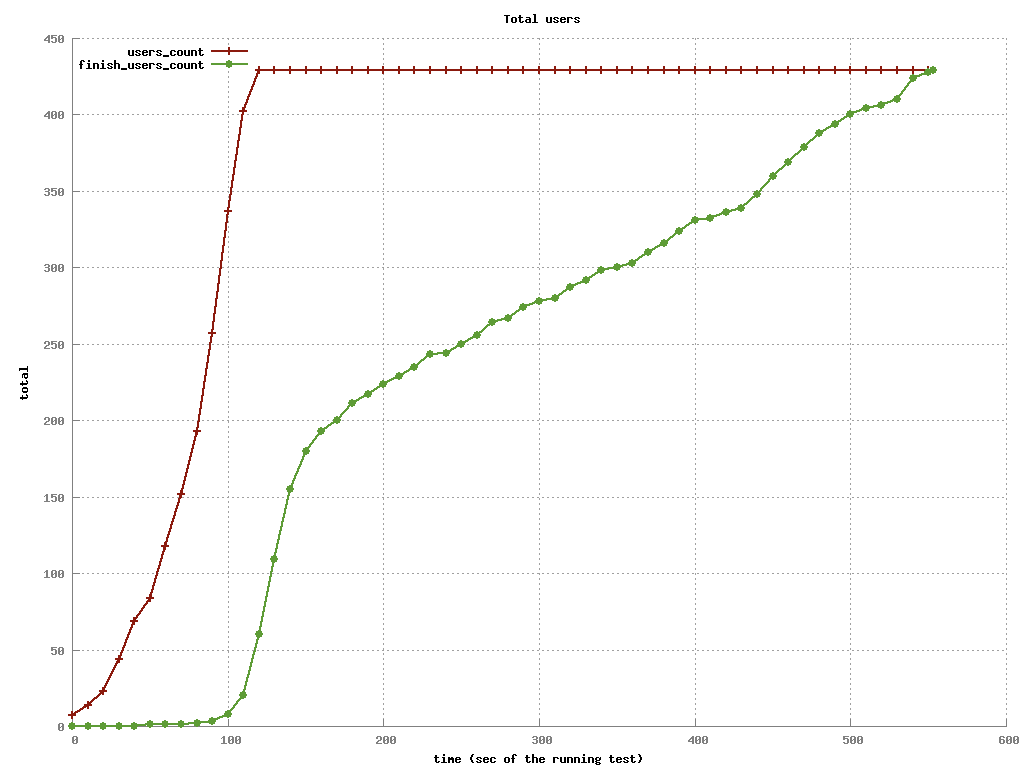 Total users
users_count
finish_users_count
450
400
350
300
250
200
150
100
50
0
total
0 100 200 300 400 500 600
time (sec of the running test)